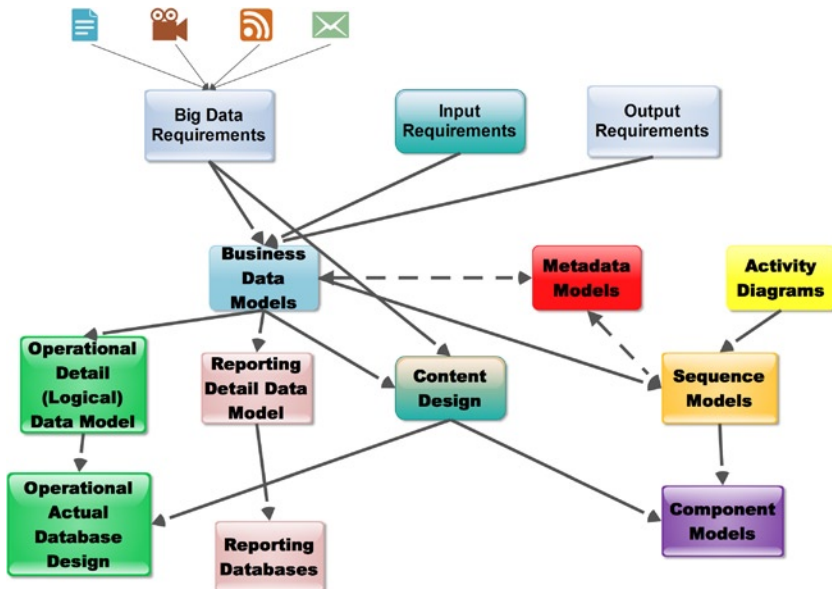 Big Data
Requirements
Input
Requirements
Output
Requirements
Business
Data
Models
Metadata
Models
Activity
Diagrams
Operational
Detail
(Logical)
Data Model
Reporting
Detail Data
Model
Content
Design
Sequence
Models
Operational
Actual
Database
Design
Reporting
Databases
Component
Models